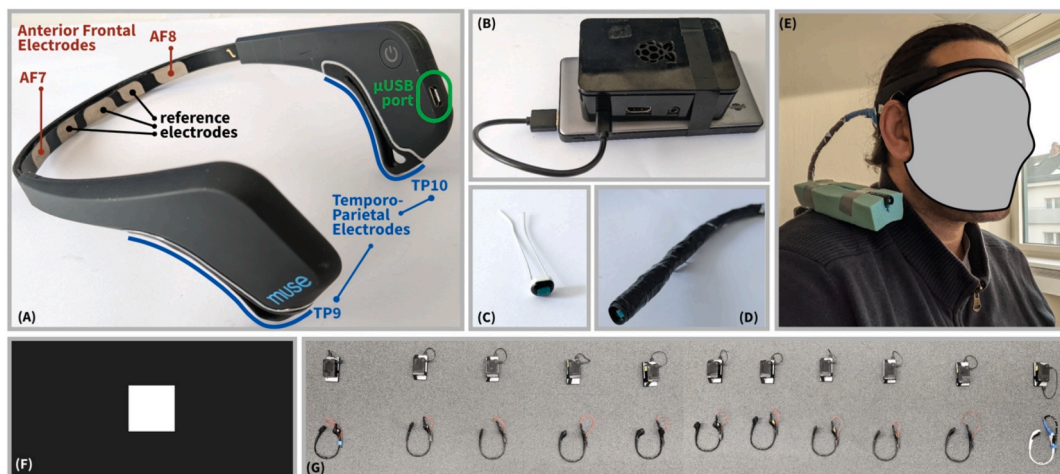 Anterior Frontal
Electrodes
AF8
AF7
reference
electrodes
µUSB
port
TP10
Temporo-
Parietal
Electrodes
TP9
muse
(A)
(B)
(C)
(D)
(E)
(F)
(G)